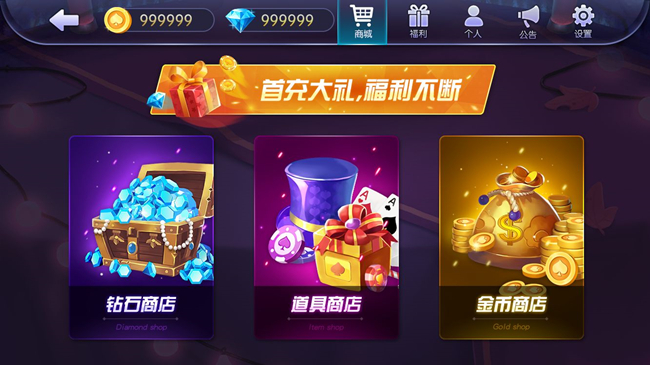 999999
999999
商城
福利
个人
公告
设置
首充大礼,福利不断
A
A
$
钻石商店
道具商店
金币商店
Diamond shop
Item shop
Gold shop